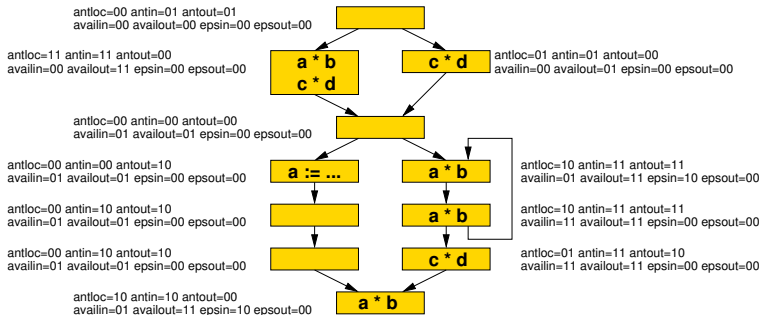 antloc=00 antin=01 antout=01
availin=00 availout=00 epsin=00 epsout=00
antloc=11 antin=11 antout=00
availin=00 availout=11 epsin=00 epsout=00
a * b
c * d
c * d
antloc=01 antin=01 antout=00
availin=00 availout=01 epsin=00 epsout=00
antloc=00 antin=00 antout=00
availin=01 availout=01 epsin=00 epsout=00
antloc=00 antin=00 antout=10
availin=01 availout=01 epsin=00 epsout=00
a := ...
a * b
antloc=10 antin=11 antout=11
availin=01 availout=11 epsin=10 epsout=00
antloc=00 antin=10 antout=10
availin=01 availout=01 epsin=00 epsout=00
a * b
antloc=10 antin=11 antout=11
availin=11 availout=11 epsin=00 epsout=00
antloc=00 antin=10 antout=10
availin=01 availout=01 epsin=00 epsout=00
c * d
antloc=01 antin=11 antout=10
availin=11 availout=11 epsin=00 epsout=00
antloc=10 antin=10 antout=00
availin=01 availout=11 epsin=10 epsout=00
a * b